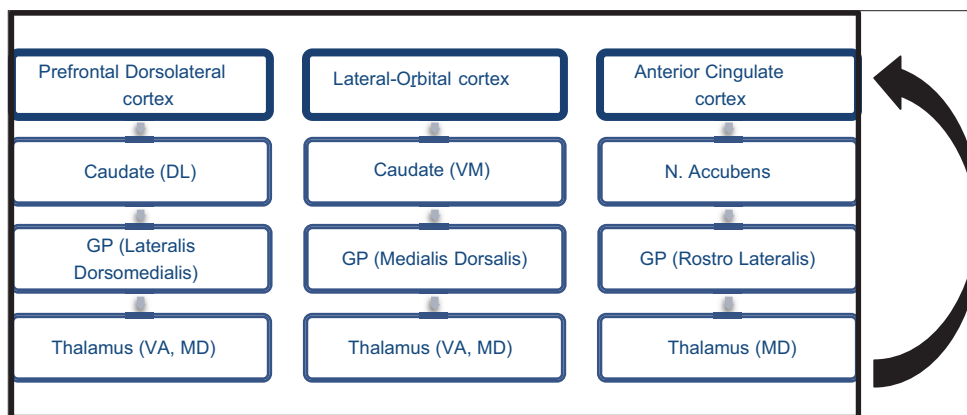 Prefrontal Dorsolateral
cortex
Lateral-Orbital cortex
Anterior Cingulate
cortex
Caudate (DL)
Caudate (VM)
N. Accubens
GP (Lateralis
Dorsomedialis)
GP (Medialis Dorsalis)
GP (Rostro Lateralis)
Thalamus (VA, MD)
Thalamus (VA, MD)
Thalamus (MD)